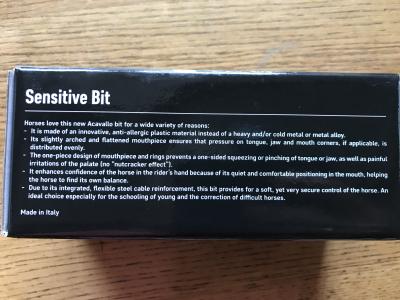 Sensitive Bit
Horses love this new Acavallo bit for a wide variety of reasons:
- It is made of an innovative, anti-allergic plastic material instead of a heavy and/or cold metal or metal alloy.
- Its slightly arched and flattened mouthpiece ensures that pressure on tongue, jaw and mouth corners, if applicable, is
distributed evenly.
- The one-piece design of mouthpiece and rings prevents a one-sided squeezing or pinching of tongue or jaw, as well as painful
irritations of the palate (no "nutcracker effect").
- It enhances confidence of the horse in the rider's hand because of its quiet and comfortable positioning in the mouth, helping
the horse to find its own balance.
- Due to its integrated, flexible steel cable reinforcement, this bit provides for a soft, yet very secure control of the horse. An
ideal choice especially for the schooling of young and the correction of difficult horses.
Made in Italy